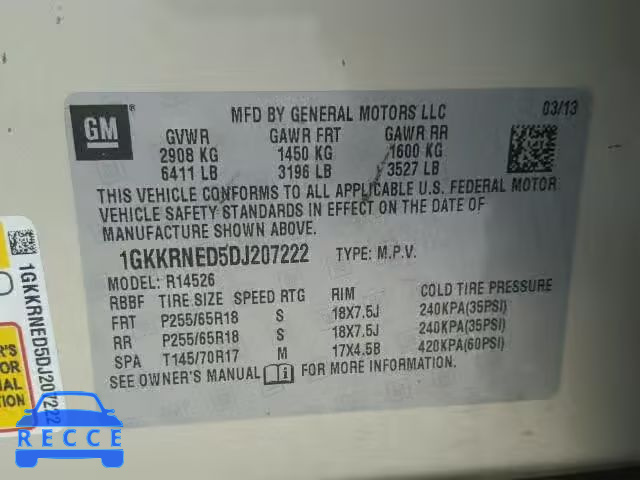 GM
MFD BY GENERAL MOTORS LLC
03/13
GVWR GAWR FRT GAWR RR
2908 KG 1450 KG 1600 KG
6411 LB 3196 LB 3527 LB
THIS VEHICLE CONFORMS TO ALL APPLICABLE U.S. FEDERAL MOTOR
VEHICLE SAFETY STANDARDS IN EFFECT ON THE DATE OF
MANUFACTURE SHOWN ABOVE.
1GKKRNED5DJ207222 TYPE: M.P.V.
MODEL: R14526
RBBF TIRE SIZE SPEED RTG RIM COLD TIRE PRESSURE
FRT P255/65R18 S 18X7.5J 240KPA(35PSI)
RR P255/65R18 S 18X7.5J 240KPA(35PSI)
SPA T145/70R17 M 17X4.5B 420KPA(60PSI)
SEE OWNER'S MANUAL FOR MORE INFORMATION.
1GKKRNED5DJ207222
R'S
FOR
NAL
TION
RECCE